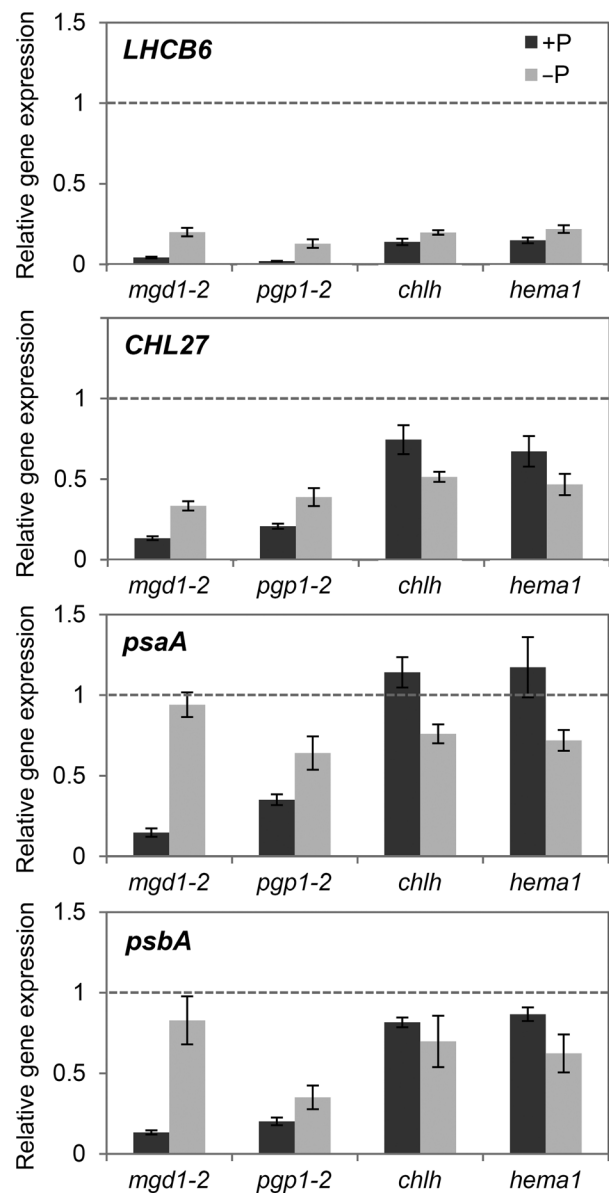 Relative gene expression
1.5
1
0.5
0
LHCB6
+P
–P
mgd1-2 pgp1-2 chlh hema1
Relative gene expression
1
0.5
0
CHL27
mgd1-2 pgp1-2 chlh hema1
Relative gene expression
1.5
1
0.5
0
psaA
mgd1-2 pgp1-2 chlh hema1
Relative gene expression
1.5
1
0.5
0
psbA
mgd1-2 pgp1-2 chlh hema1